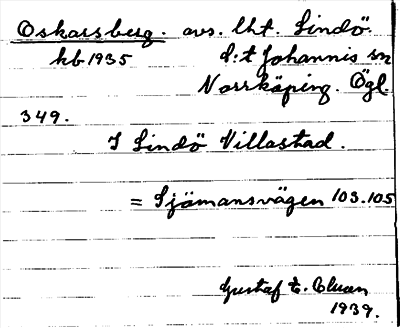 Oskarsberg. avs. lht. Lindö.
kb 1935 d:t Johannis sn
Norrköping. Ögl.
349.
I Lindö Villastad.
= Sjömansvägen 103.105
Gustaf E. Cluan
1939.